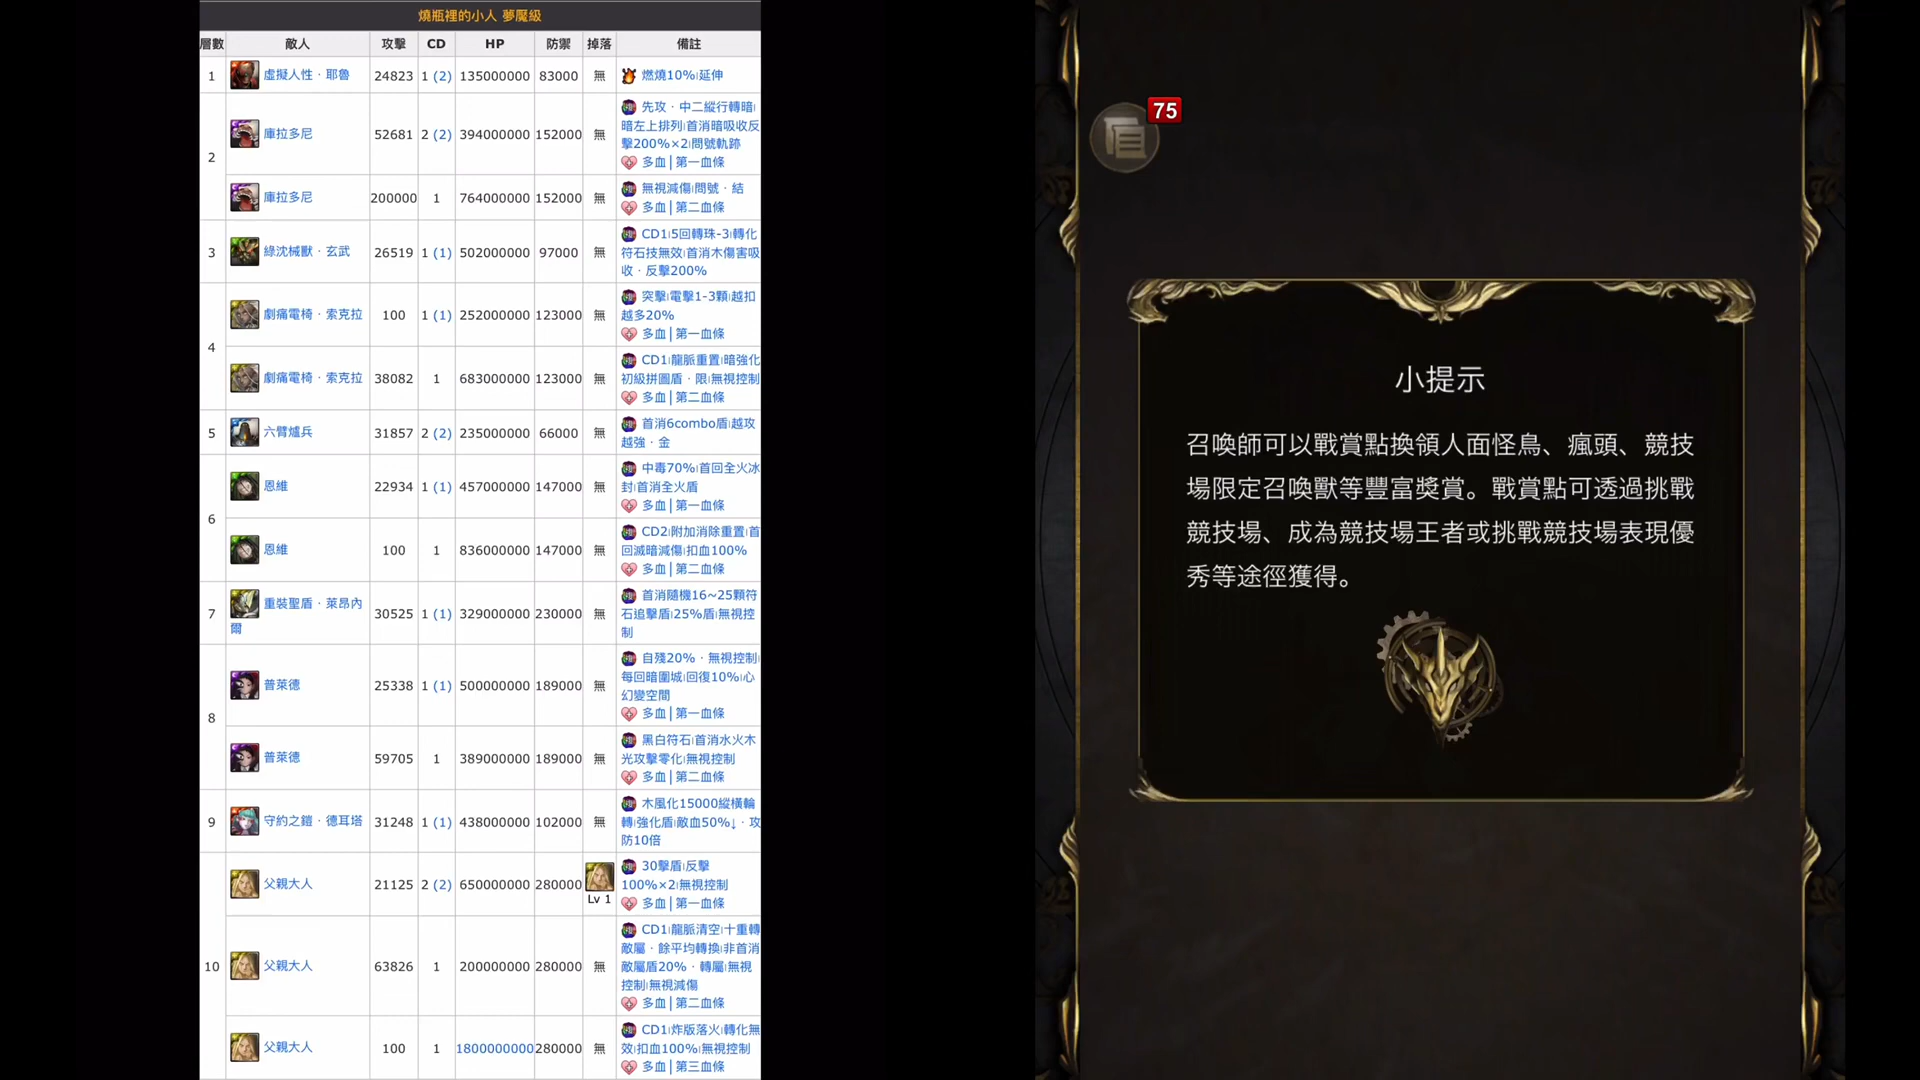 燒瓶裡的小人 夢魘級
層數 敵人 攻擊 CD HP 防禦 掉落 備註
1 虛擬人性‧耶魯 24823 1 (2) 135000000 83000 無 燃燒10%|延伸
2
庫拉多尼 52681 2 (2) 394000000 152000 無
先攻‧中二縱行轉暗|
暗左上排列|首消暗吸收反
擊200%×2|問號軌跡
多血|第一血條
庫拉多尼 200000 1 764000000 152000 無
無視減傷|問號‧結
多血|第二血條
3 綠沈械獸‧玄武 26519 1 (1) 502000000 97000 無
CD1|5回轉珠-3|轉化
符石技無效|首消木傷害吸
收‧反擊200%
4
劇痛電椅‧索克拉 100 1 (1) 252000000 123000 無
突擊|電擊1-3顆|越扣
越多20%
多血|第一血條
劇痛電椅‧索克拉 38082 1 683000000 123000 無
CD1|龍脈重置|暗強化
初級拼圖盾‧限|無視控制
多血|第二血條
5 六臂爐兵 31857 2 (2) 235000000 66000 無
首消6combo盾|越攻
越強‧金
6
恩維 22934 1 (1) 457000000 147000 無
中毒70%|首回全火冰
封|首消全火盾
多血|第一血條
恩維 100 1 836000000 147000 無
CD2|附加消除重置|首
回滅暗減傷|扣血100%
多血|第二血條
7 重裝聖盾‧萊昂內
爾 30525 1 (1) 329000000 230000 無
首消隨機16~25顆符
石追擊盾|25%盾|無視控
制
8
普萊德 25338 1 (1) 500000000 189000 無
自殘20%‧無視控制|
每回暗圍城|回復10%|心
幻變空間
多血|第一血條
普萊德 59705 1 389000000 189000 無
黑白符石|首消水火木
光攻擊零化|無視控制
多血|第二血條
9 守約之鎧‧德耳塔 31248 1 (1) 438000000 102000 無
木風化15000縱橫輪
轉|強化盾|敵血50%↓‧攻
防10倍
10
父親大人 21125 2 (2) 650000000 280000 Lv 1
30擊盾|反擊
100%×2|無視控制
多血|第一血條
父親大人 63826 1 200000000 280000 無
CD1|龍脈清空|十重轉
敵屬‧餘平均轉換|非首消
敵屬盾20%‧轉屬|無視
控制|無視減傷
多血|第二血條
父親大人 100 1 1800000000 280000 無
CD1|炸版落火|轉化無
效|扣血100%|無視控制
多血|第三血條
75
小提示
召喚師可以戰賞點換領人面怪鳥、瘋頭、競技
場限定召喚獸等豐富獎賞。戰賞點可透過挑戰
競技場、成為競技場王者或挑戰競技場表現優
秀等途徑獲得。